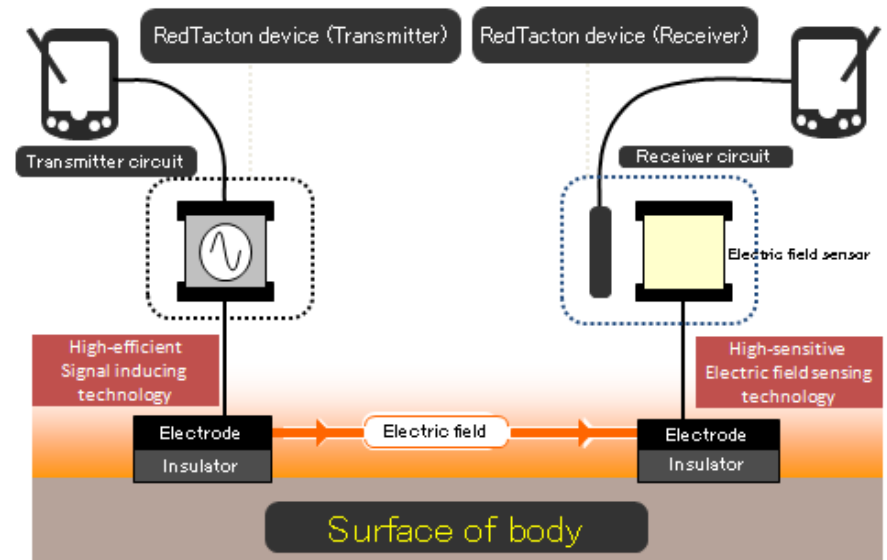 RedTacton device (Transmitter)
RedTacton device (Receiver)
Transmitter circuit
Receiver circuit
Electric field sensor
High-efficient
Signal inducing
technology
High-sensitive
Electric field sensing
technology
Electrode
Insulator
Electric field
Electrode
Insulator
Surface of body